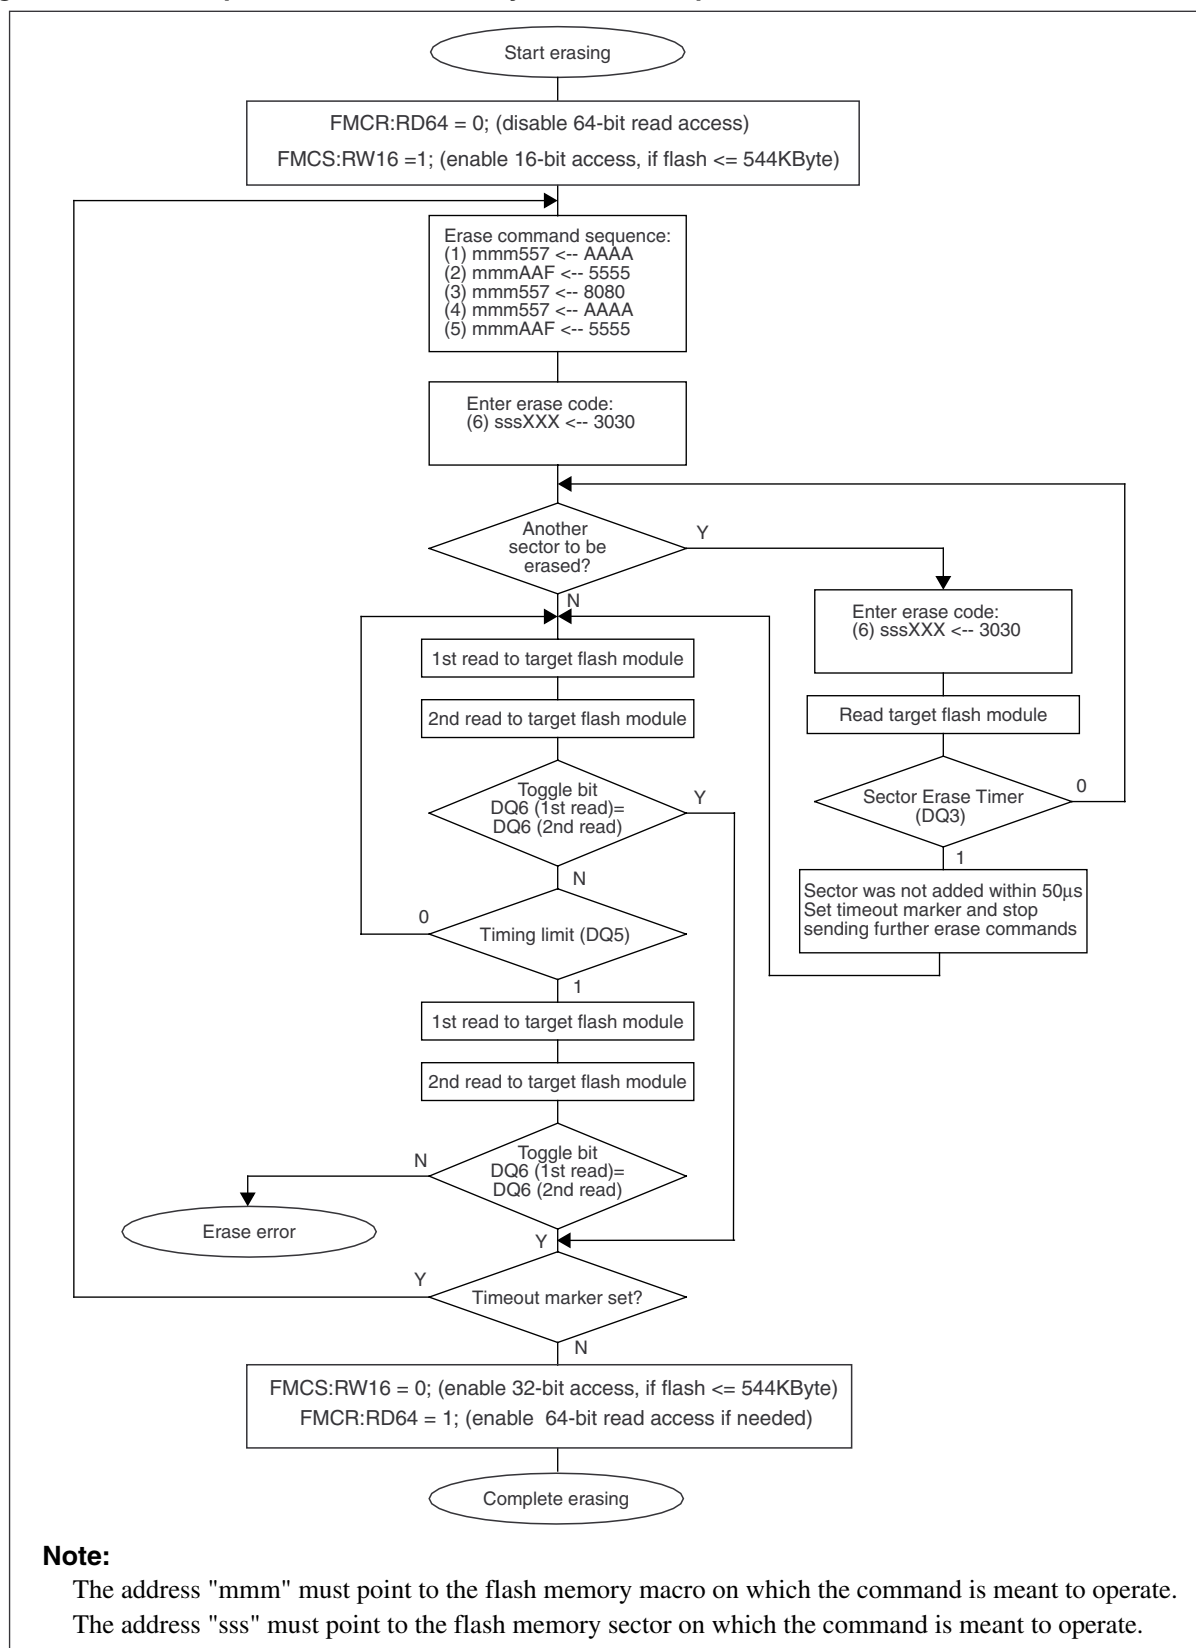 Start erasing
FMCR:RD64 = 0; (disable 64-bit read access)
FMCS:RW16 =1; (enable 16-bit access, if flash <= 544KByte)
Erase command sequence:
(1) mmm557 <-- AAAA
(2) mmmAAF <-- 5555
(3) mmm557 <-- 8080
(4) mmm557 <-- AAAA
(5) mmmAAF <-- 5555
Enter erase code:
(6) sssXXX <-- 3030
Another
sector to be
erased?
Y
N
Enter erase code:
(6) sssXXX <-- 3030
Read target flash module
Sector Erase Timer
(DQ3)
0
1
Sector was not added within 50µs
Set timeout marker and stop
sending further erase commands
1st read to target flash module
2nd read to target flash module
Toggle bit
DQ6 (1st read)=
DQ6 (2nd read)
Y
N
Timing limit (DQ5)
0
1
1st read to target flash module
2nd read to target flash module
Toggle bit
DQ6 (1st read)=
DQ6 (2nd read)
N
Erase error
Y
Timeout marker set?
Y
N
FMCS:RW16 = 0; (enable 32-bit access, if flash <= 544KByte)
FMCR:RD64 = 1; (enable 64-bit read access if needed)
Complete erasing
Note:
The address "mmm" must point to the flash memory macro on which the command is meant to operate.
The address "sss" must point to the flash memory sector on which the command is meant to operate.